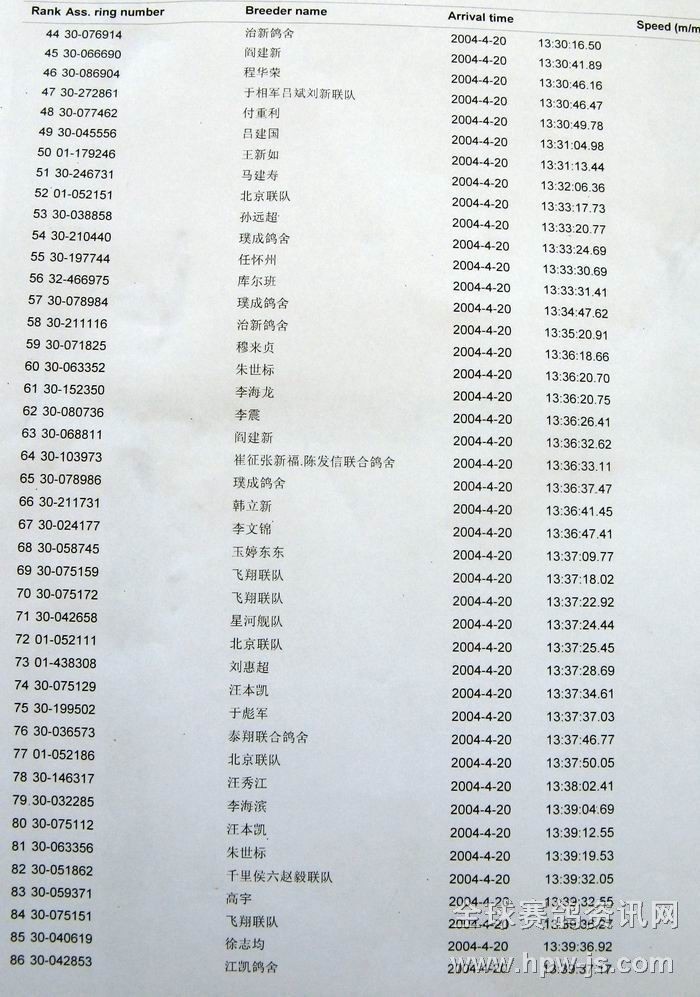 Rank Ass. ring number Breeder name Arrival time Speed (m/m
44 30-076914 治新鸽舍 2004-4-20 13:30:16.50
45 30-066690 阎建新 2004-4-20 13:30:41.89
46 30-086904 程华荣 2004-4-20 13:30:46.16
47 30-272861 于相军吕斌刘新联队 2004-4-20 13:30:46.47
48 30-077462 付重利 2004-4-20 13:30:49.78
49 30-045556 吕建国 2004-4-20 13:31:04.98
50 01-179246 王新如 2004-4-20 13:31:13.44
51 30-246731 马建寿 2004-4-20 13:32:06.36
52 01-052151 北京联队 2004-4-20 13:33:17.73
53 30-038858 孙远超 2004-4-20 13:33:20.77
54 30-210440 璞成鸽舍 2004-4-20 13:33:24.69
55 30-197744 任怀州 2004-4-20 13:33:30.69
56 32-466975 库尔班 2004-4-20 13:33:31.41
57 30-078984 璞成鸽舍 2004-4-20 13:34:47.62
58 30-211116 治新鸽舍 2004-4-20 13:35:20.91
59 30-071825 穆来贞 2004-4-20 13:36:18.66
60 30-063352 朱世标 2004-4-20 13:36:20.70
61 30-152350 李海龙 2004-4-20 13:36:20.75
62 30-080736 李震 2004-4-20 13:36:26.41
63 30-068811 阎建新 2004-4-20 13:36:32.62
64 30-103973 崔征张新福.陈发信联合鸽舍 2004-4-20 13:36:33.11
65 30-078986 璞成鸽舍 2004-4-20 13:36:37.47
66 30-211731 韩立新 2004-4-20 13:36:41.45
67 30-024177 李文锦 2004-4-20 13:36:47.41
68 30-058745 玉婷东东 2004-4-20 13:37:09.77
69 30-075159 飞翔联队 2004-4-20 13:37:18.02
70 30-075172 飞翔联队 2004-4-20 13:37:22.92
71 30-042658 星河舰队 2004-4-20 13:37:24.44
72 01-052111 北京联队 2004-4-20 13:37:25.45
73 01-438308 刘惠超 2004-4-20 13:37:28.69
74 30-075129 汪本凯 2004-4-20 13:37:34.61
75 30-199502 于彪军 2004-4-20 13:37:37.03
76 30-036573 泰翔联合鸽舍 2004-4-20 13:37:46.77
77 01-052186 北京联队 2004-4-20 13:37:50.05
78 30-146317 汪秀江 2004-4-20 13:38:02.41
79 30-032285 李海滨 2004-4-20 13:39:04.69
80 30-075112 汪本凯 2004-4-20 13:39:12.55
81 30-063356 朱世标 2004-4-20 13:39:19.53
82 30-051862 千里侯六赵毅联队 2004-4-20 13:39:32.05
83 30-059371 高宇 2004-4-20 13:39:32.55
84 30-075151 飞翔联队 2004-4-20
全球赛鸽资讯网
85 30-040619 徐志均 2004-4-20 13:39:36.92
86 30-042853 江凯鸽舍 2004-4-20 13:39:37.17
www.hpw-js.com